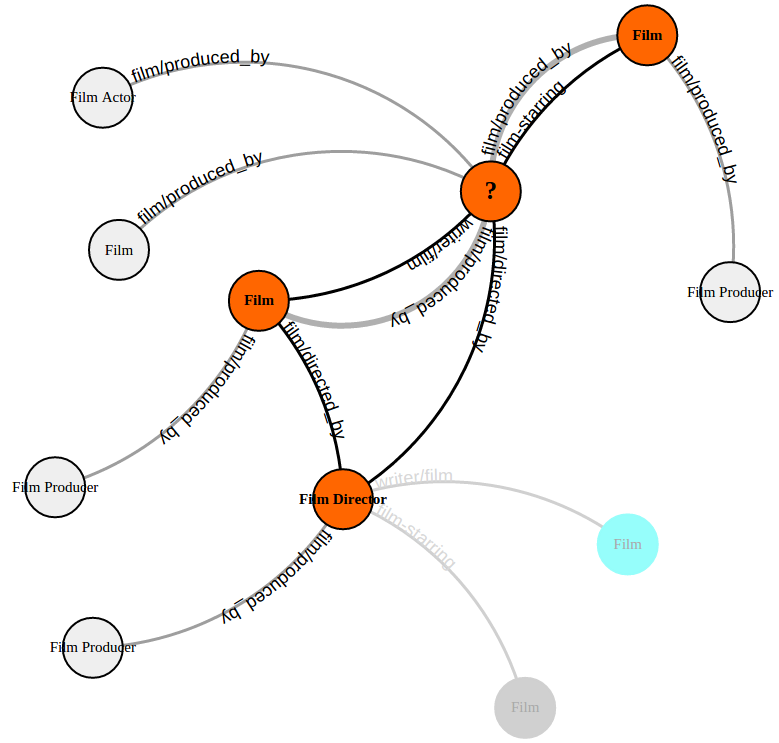 Film
film/produced_by
film/produced_by
film-starring
film/produced_by
Film Actor
film/produced_by
?
Film
writer/film
film/produced_by
film/directed_by
Film Producer
Film
film/directed_by
film/produced_by
Film Producer
Film Director
writer/film
film-starring
Film
film/produced_by
Film Producer
Film